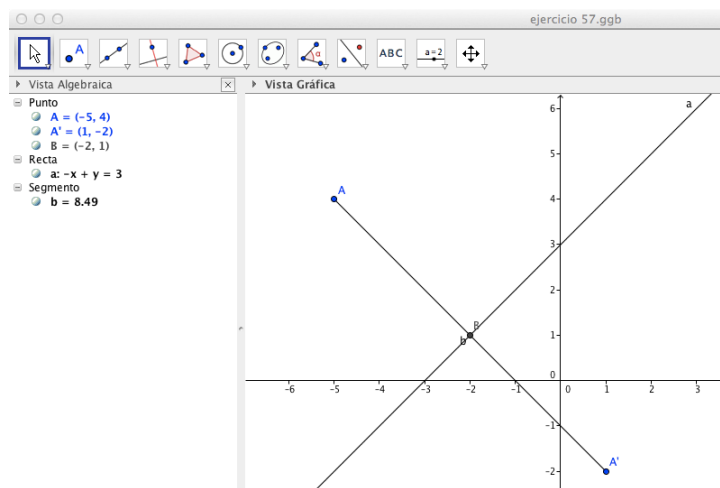 ejercicio 57.ggb
A
α
ABC
a=2
Vista Algebraica
Vista Gráfica
Punto
A = (-5, 4)
A' = (1, -2)
B = (-2, 1)
Recta
a: -x + y = 3
Segmento
b = 8.49
a
6
5
A
4
3
2
B
1
b
0
-6 -5 -4 -3 -2 -1 0 1 2 3
-1
A'
-2